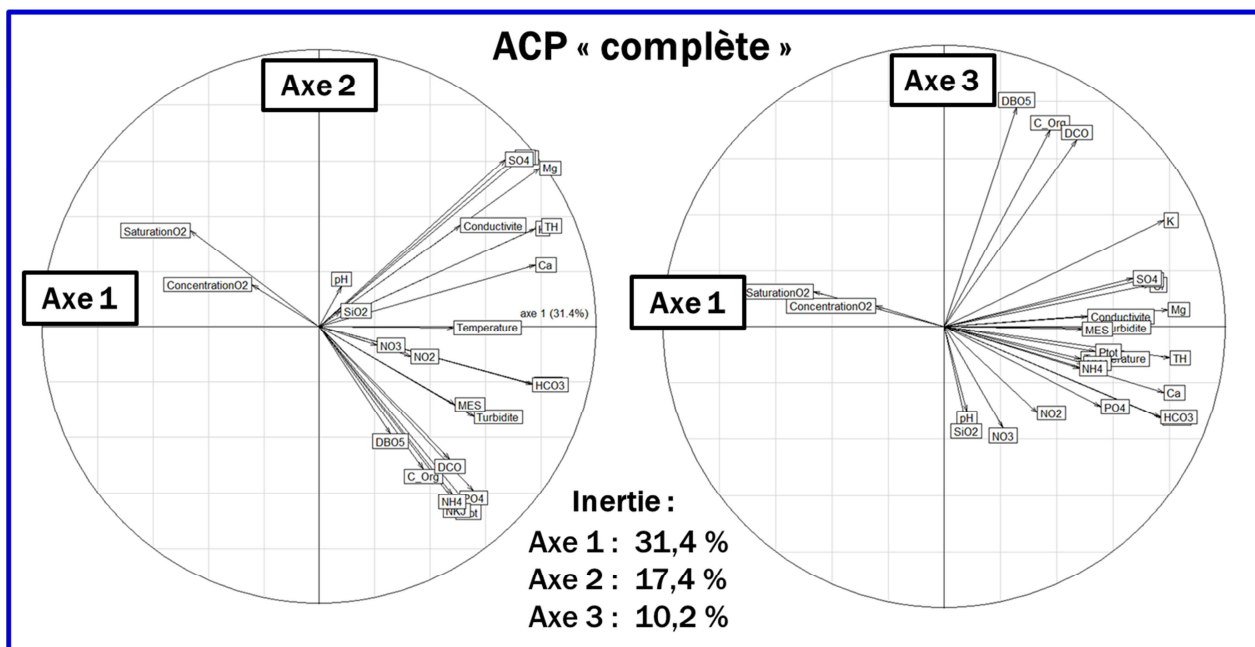 ACP « complète »
Axe 2
SO4
Mg
Conductivite
TH
SaturationO2
Ca
pH
ConcentrationO2
Axe 1
SiO2
axe 1 (31.4%)
Temperature
NO3
NO2
HCO3
MES
Turbidite
DBO5
DCO
C_Org
NH4
PO4
Axe 3
DBO5
C_Org
DCO
K
SO4
Axe 1
SaturationO2
ConcentrationO2
Mg
Conductivite
MES
Ptot
TH
NH4
Ca
PO4
NO2
HCO3
pH
SiO2
NO3
Inertie :
Axe 1 : 31,4 %
Axe 2 : 17,4 %
Axe 3 : 10,2 %